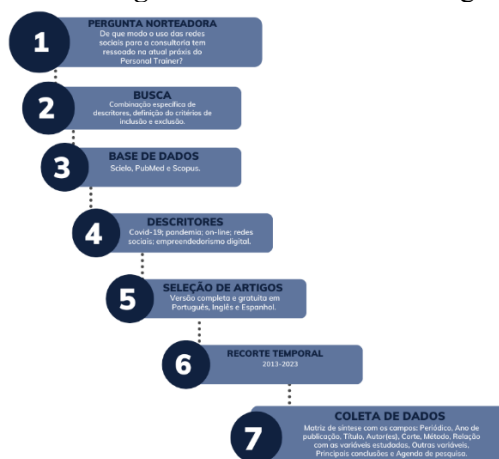 1
PERGUNTA NORTEADORA
De que modo o uso das redes
sociais para a consultoria tem
ressoado na atual práxis do
Personal Trainer?
2
BUSCA
Combinação específica de
descritores, definição do critérios de
inclusão e exclusão.
3
BASE DE DADOS
Scielo, PubMed e Scopus.
4
DESCRITORES
Covid-19; pandemia; on-line; redes
sociais; empreendedorismo digital.
5
SELEÇÃO DE ARTIGOS
Versão completa e gratuita em
Português, Inglês e Espanhol.
6
RECORTE TEMPORAL
2013-2023
7
COLETA DE DADOS
Matriz de síntese com os campos: Periódico, Ano de
publicação, Título, Autor(es), Corte, Método, Relação
com as variáveis estudados, Outras variáveis,
Principais conclusões e Agenda de pesquisa.